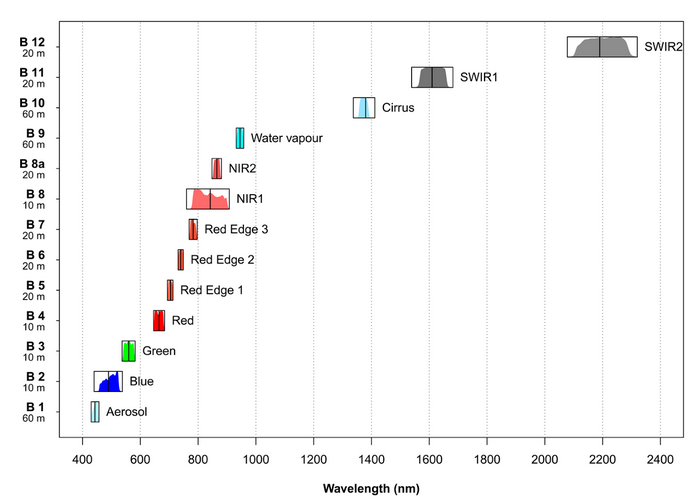 B 12
20 m
SWIR2
B 11
20 m
SWIR1
B 10
60 m
Cirrus
B 9
60 m
Water vapour
B 8a
20 m
NIR2
B 8
10 m
NIR1
B 7
20 m
Red Edge 3
B 6
20 m
Red Edge 2
B 5
20 m
Red Edge 1
B 4
10 m
Red
B 3
10 m
Green
B 2
10 m
Blue
B 1
60 m
Aerosol
400 600 800 1000 1200 1400 1600 1800 2000 2200 2400
Wavelength (nm)